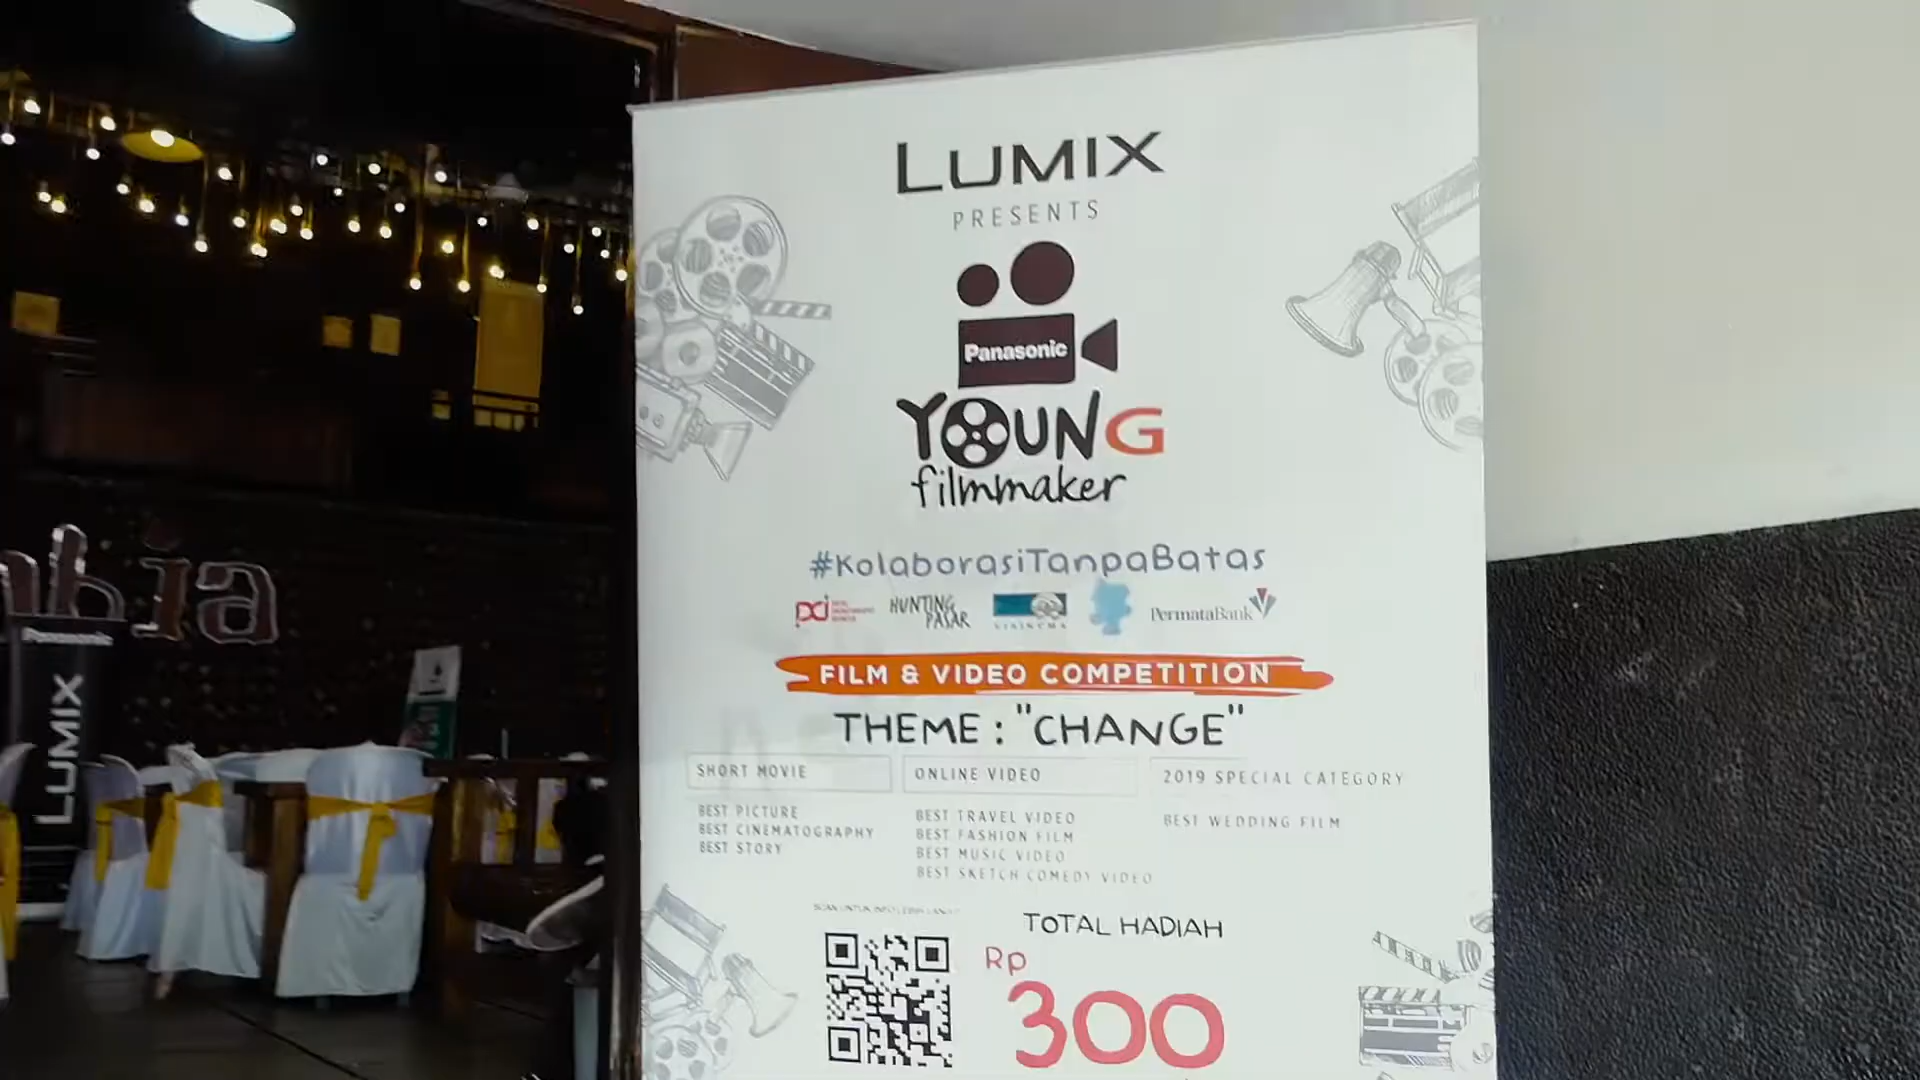 LUMIX
PRESENTS
Panasonic
YOUNG
filmmaker
#KolaborasiTanpaBatas
pci
HUNTING
PASAR
PermataBank
FILM & VIDEO COMPETITION
THEME : "CHANGE"
SHORT MOVIE
BEST PICTURE
BEST CINEMATOGRAPHY
BEST STORY
ONLINE VIDEO
BEST TRAVEL VIDEO
BEST FASHION FILM
BEST MUSIC VIDEO
BEST SKETCH COMEDY VIDEO
2019 SPECIAL CATEGORY
BEST WEDDING FILM
TOTAL HADIAH
Rp
300
bia
Panasonic
LUMIX